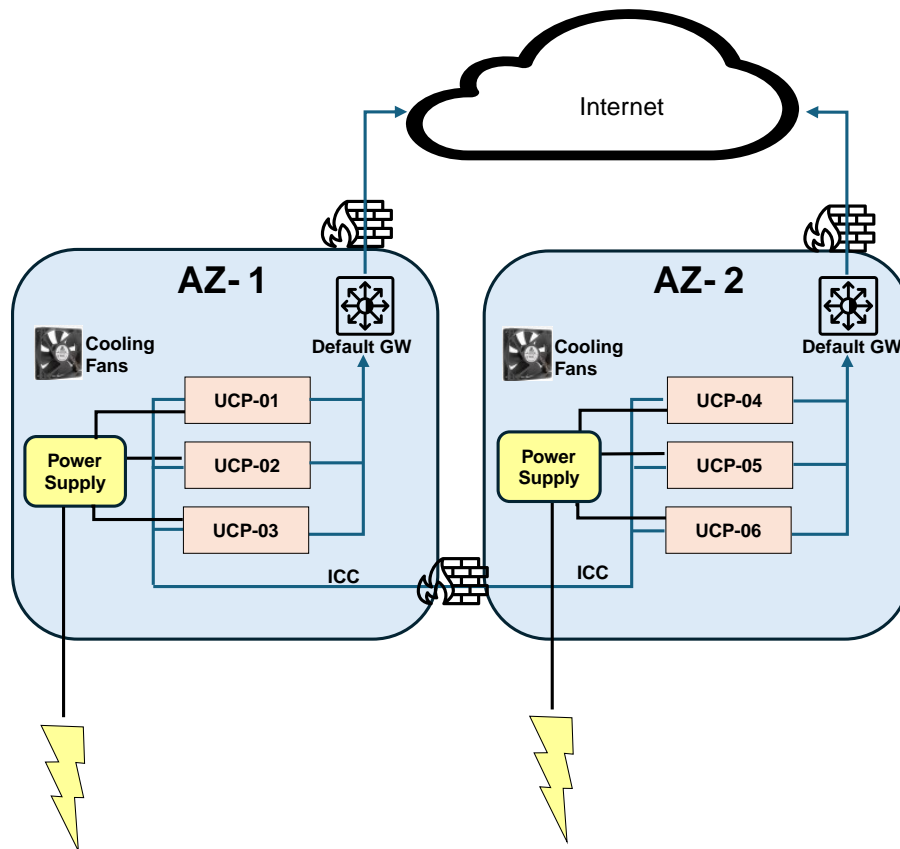 Internet
AZ- 1
Default GW
Cooling
Fans
UCP-01
UCP-02
UCP-03
Power
Supply
ICC
AZ- 2
Default GW
Cooling
Fans
UCP-04
UCP-05
UCP-06
Power
Supply
ICC